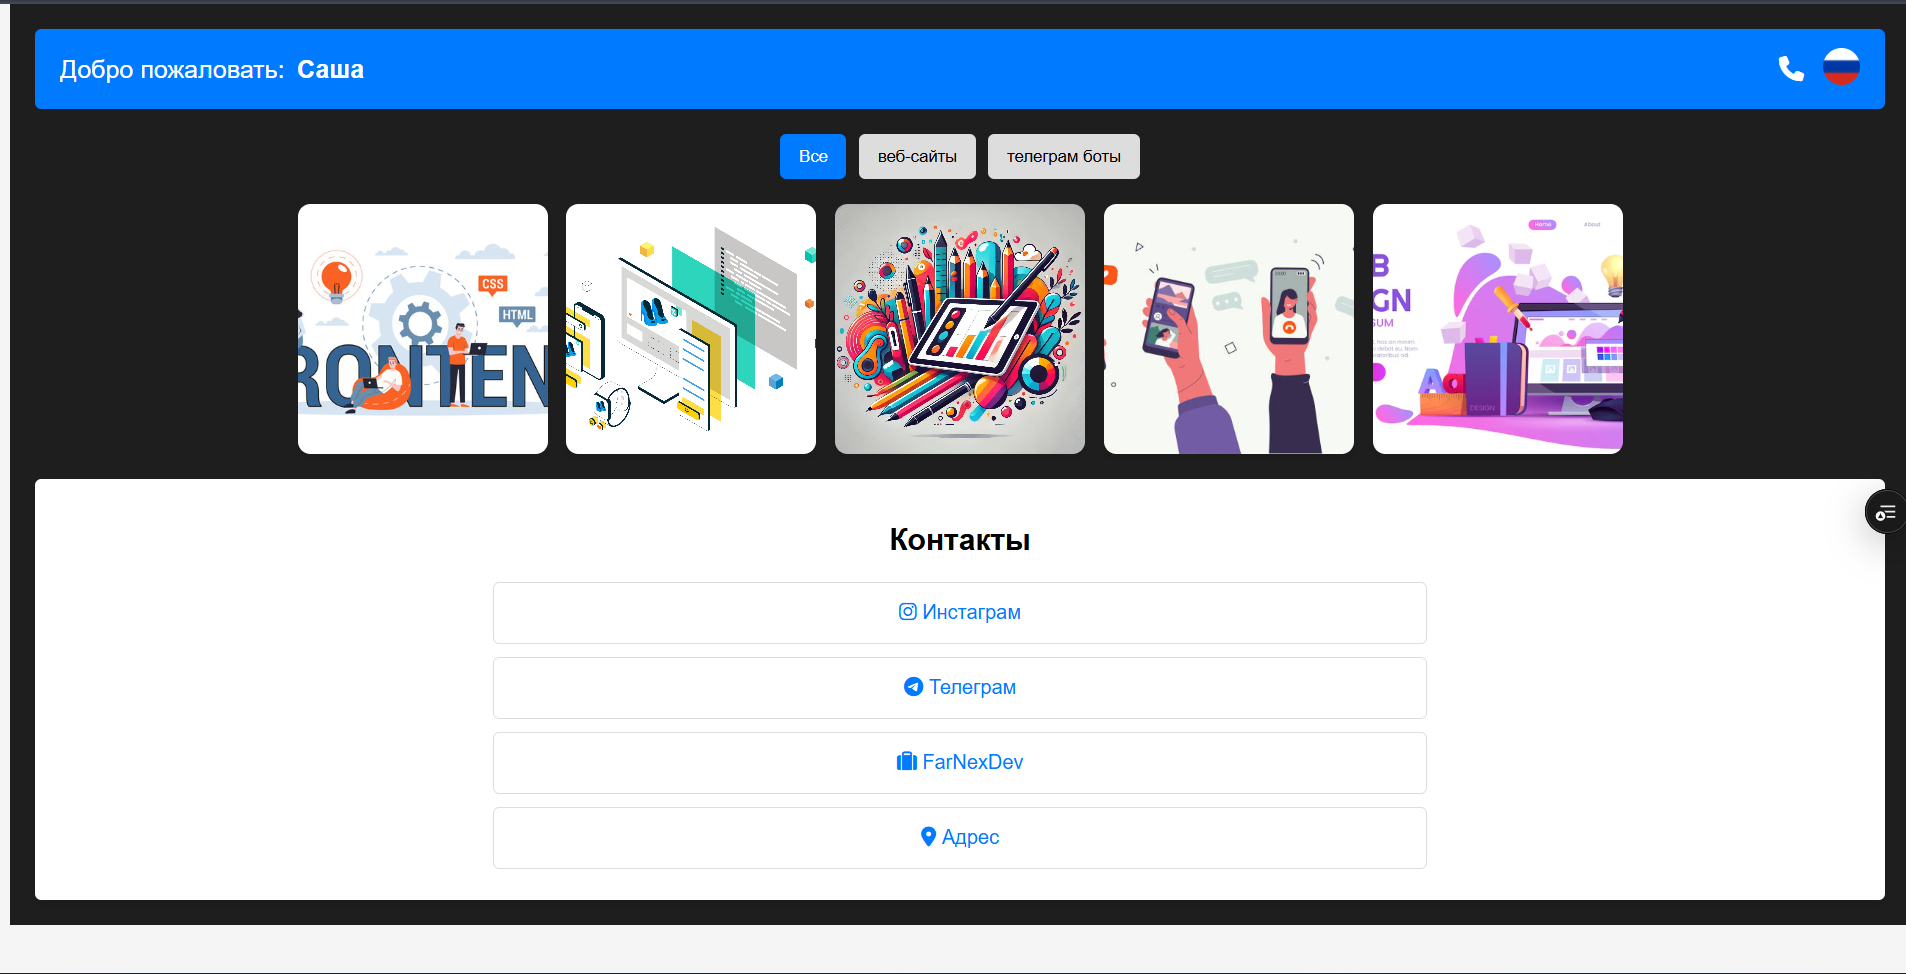 Добро пожаловать: Саша
Все
веб-сайты
телеграм боты
CSS
HTML
RONTEN
Home
About
B
GN
SUM
DESIGN
Контакты
Инстаграм
Телеграм
FarNexDev
Адрес